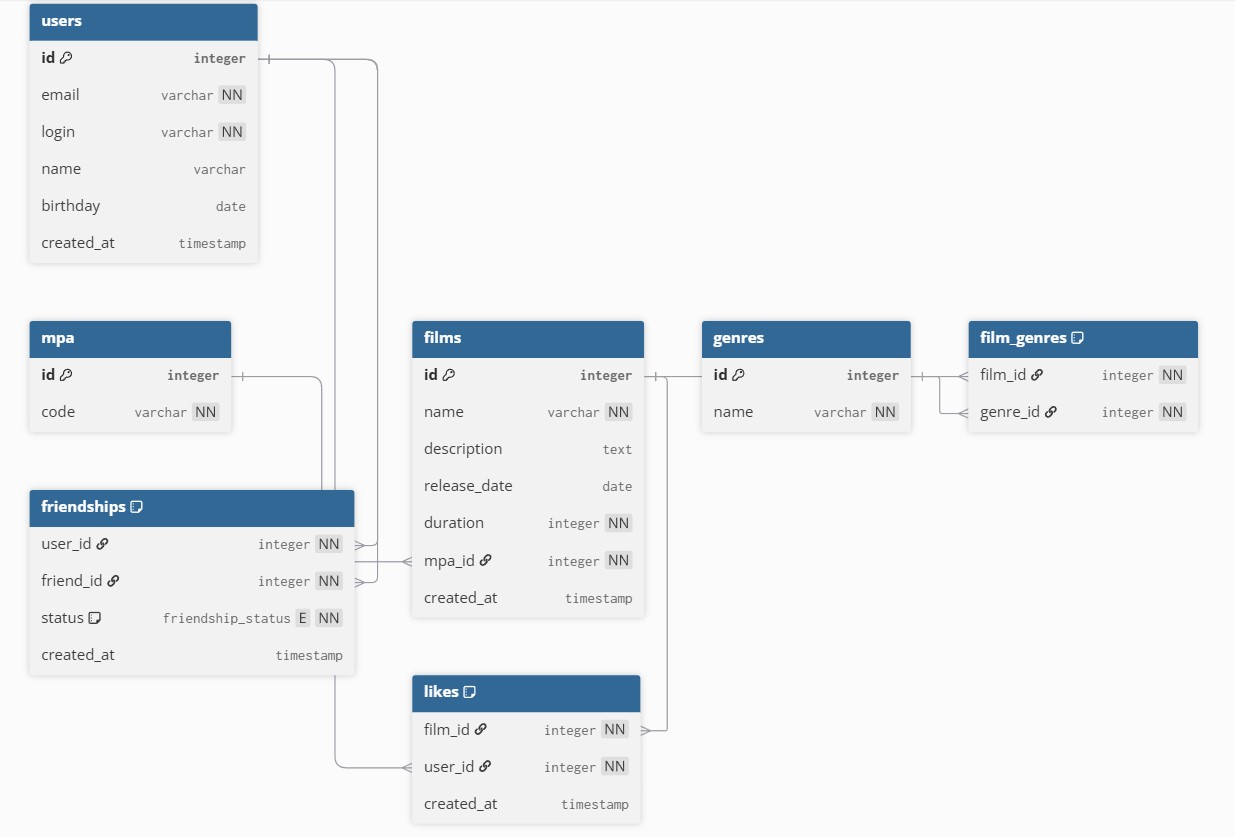 users
id integer
email varchar NN
login varchar NN
name varchar
birthday date
created_at timestamp
mpa
id integer
code varchar NN
films
id integer
name varchar NN
description text
release_date date
duration integer NN
mpa_id integer NN
created_at timestamp
genres
id integer
name varchar NN
film_genres
film_id integer NN
genre_id integer NN
friendships
user_id integer NN
friend_id integer NN
status friendship_status E NN
created_at timestamp
likes
film_id integer NN
user_id integer NN
created_at timestamp